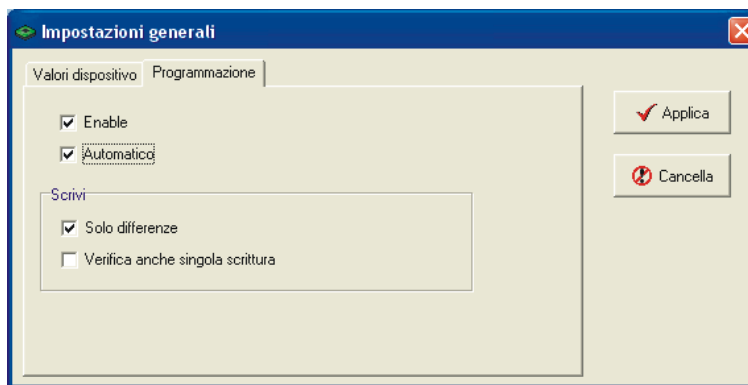 Impostazioni generali
Valori dispositivo
Programmazione
Enable
Automatico
Scrivi
Solo differenze
Verifica anche singola scrittura
Applica
Cancella